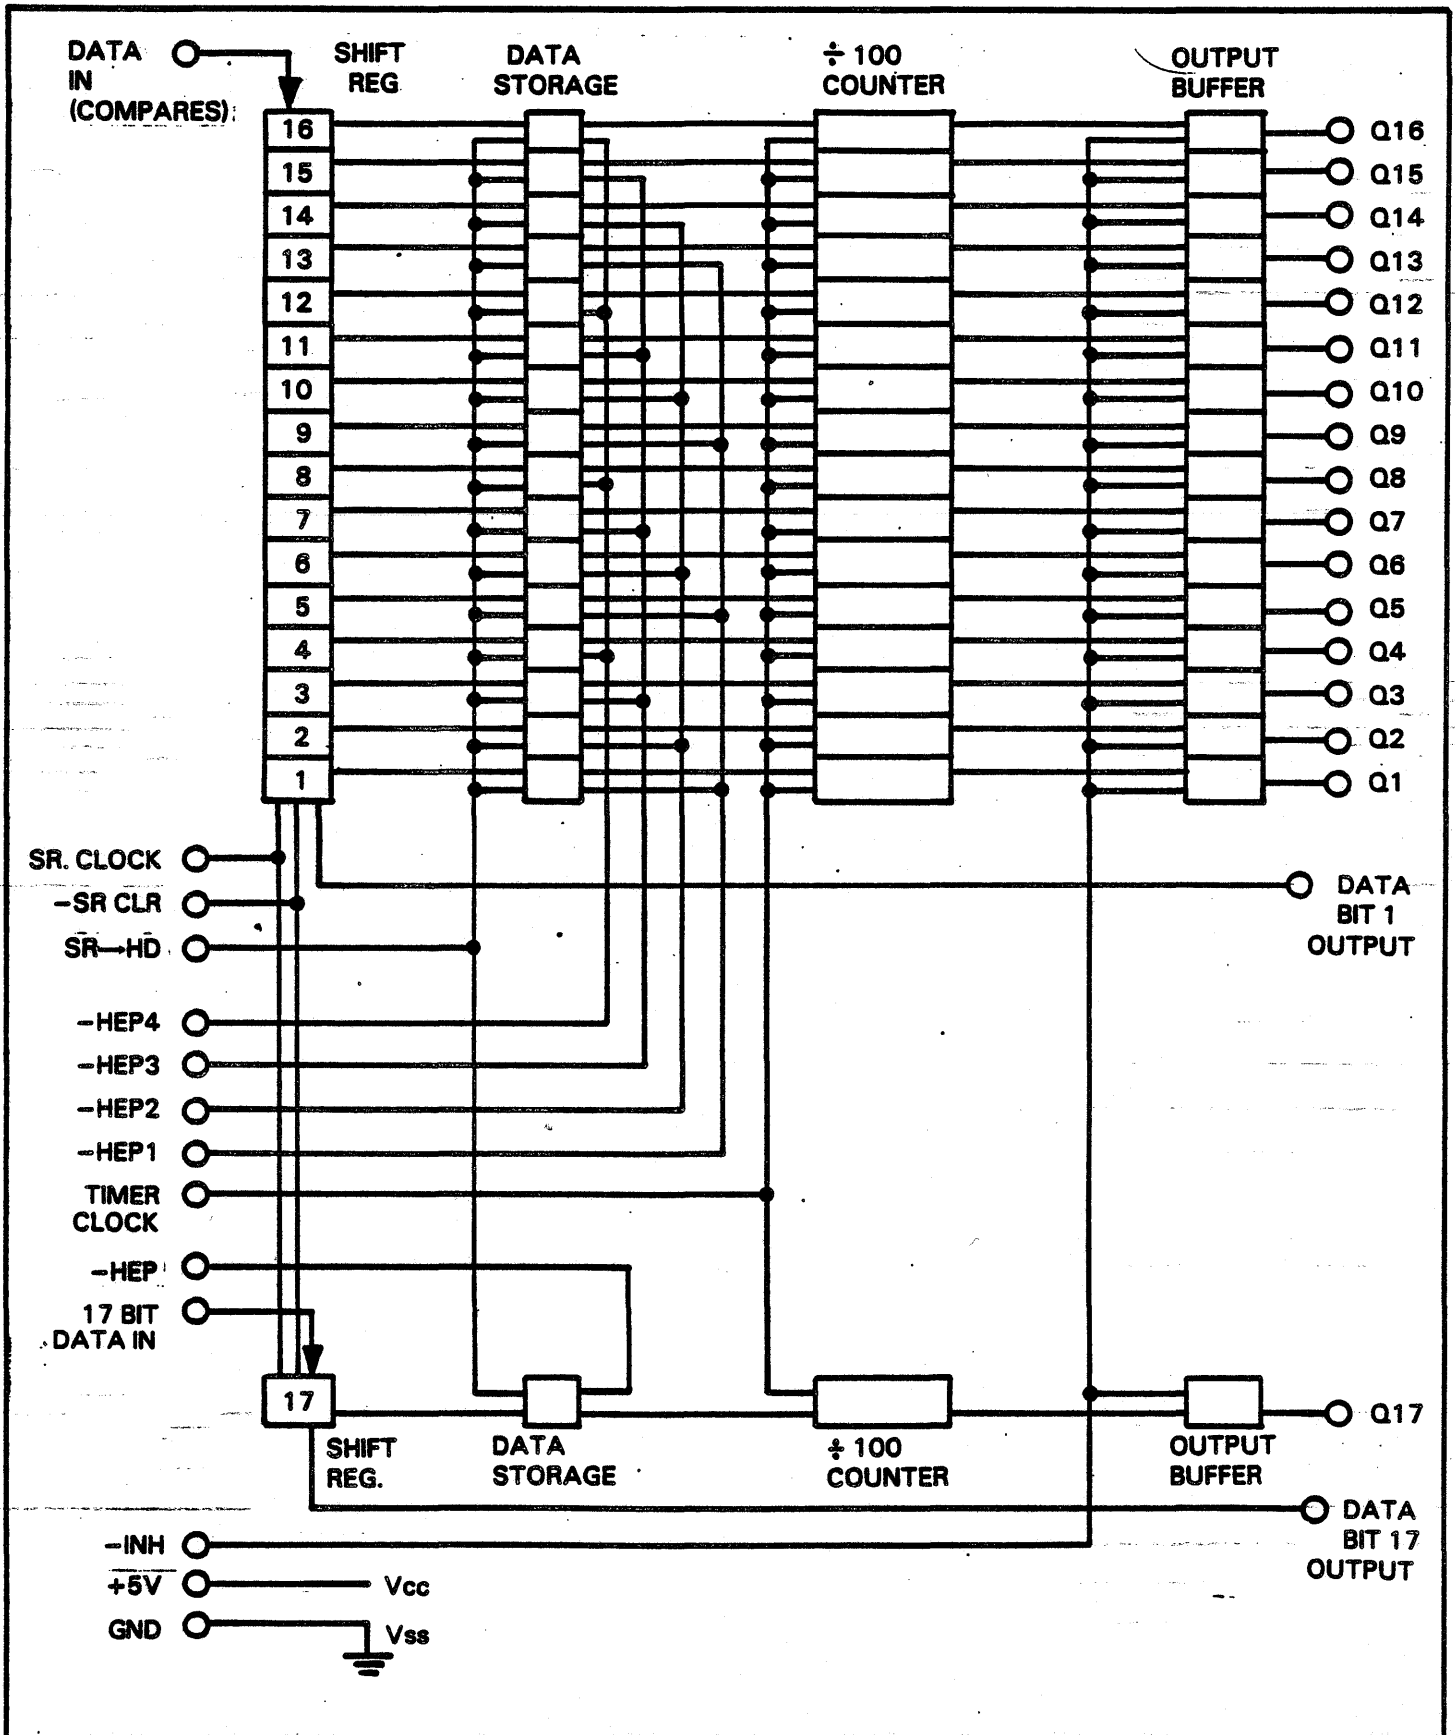 DATA
IN
(COMPARES)
SHIFT
REG
DATA
STORAGE
÷ 100
COUNTER
OUTPUT
BUFFER
16
Q16
15
Q15
14
Q14
13
Q13
12
Q12
11
Q11
10
Q10
9
Q9
8
Q8
7
Q7
6
Q6
5
Q5
4
Q4
3
Q3
2
Q2
1
Q1
SR. CLOCK
-SR CLR
SR→HD
DATA
BIT 1
OUTPUT
-HEP4
-HEP3
-HEP2
-HEP1
TIMER
CLOCK
-HEP
17 BIT
DATA IN
17
Q17
SHIFT
REG.
DATA
STORAGE
÷ 100
COUNTER
OUTPUT
BUFFER
DATA
BIT 17
OUTPUT
-INH
+5V
Vcc
GND
Vss